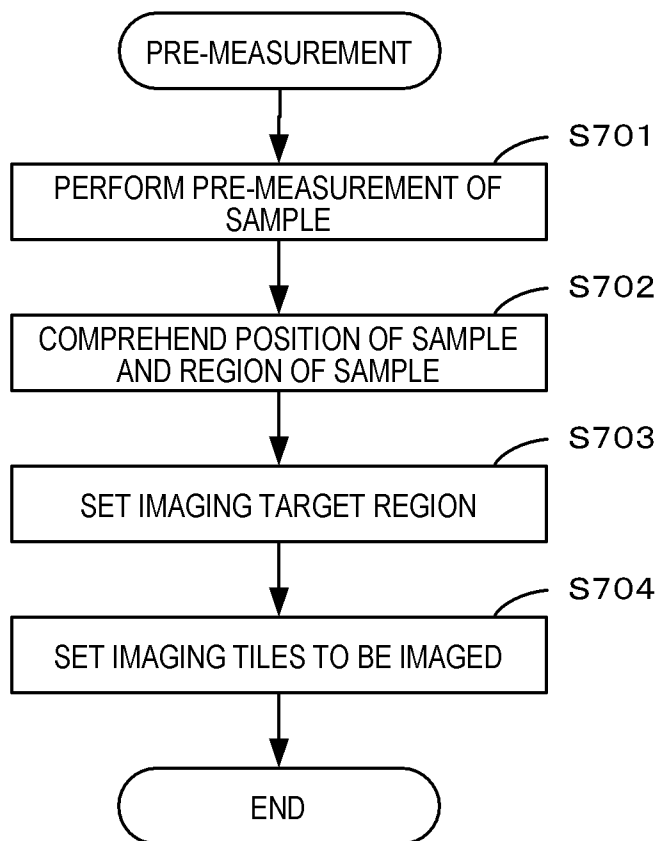 PRE-MEASUREMENT
S701
PERFORM PRE-MEASUREMENT OF
SAMPLE
S702
COMPREHEND POSITION OF SAMPLE
AND REGION OF SAMPLE
S703
SET IMAGING TARGET REGION
S704
SET IMAGING TILES TO BE IMAGED
END